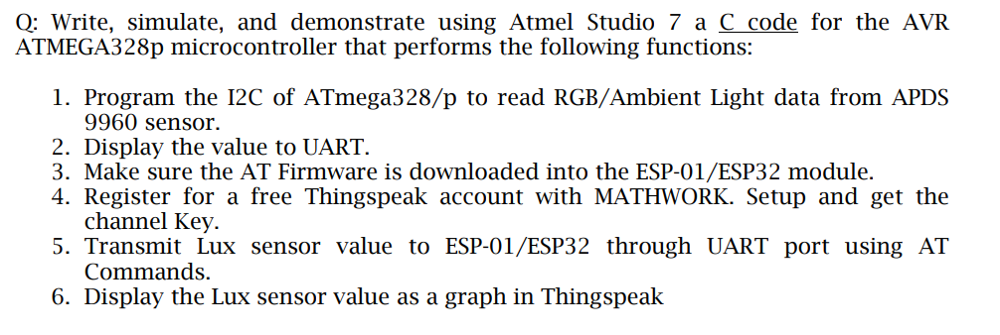 Q: Write, simulate, and demonstrate using Atmel Studio 7 a C code for the AVR
ATMEGA328p microcontroller that performs the following functions:
1. Program the I2C of ATmega328/p to read RGB/Ambient Light data from APDS
9960 sensor.
2. Display the value to UART.
3. Make sure the AT Firmware is downloaded into the ESP-01/ESP32 module.
4. Register for a free Thingspeak account with MATHWORK. Setup and get the
channel Key.
5. Transmit Lux sensor value to ESP-01/ESP32 through UART port using AT
Commands.
6. Display the Lux sensor value as a graph in Thingspeak